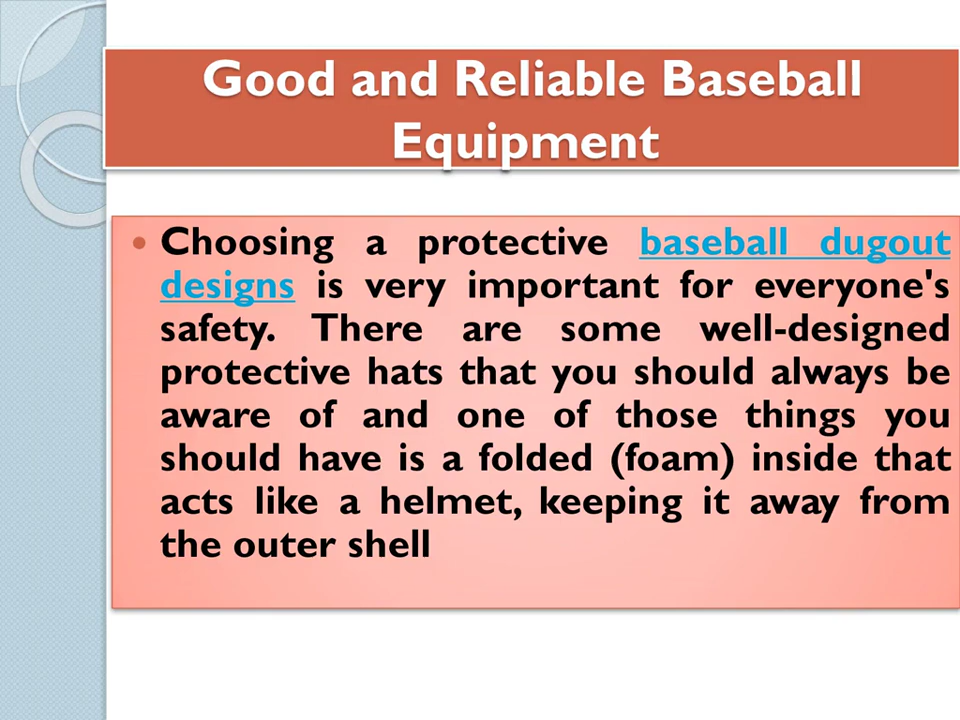 Good and Reliable Baseball
Equipment
• Choosing a protective baseball dugout
designs is very important for everyone's
safety. There are some well-designed
protective hats that you should always be
aware of and one of those things you
should have is a folded (foam) inside that
acts like a helmet, keeping it away from
the outer shell